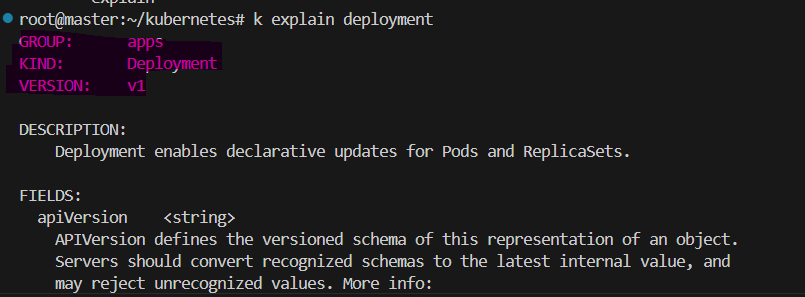 explain
root@master:~/kubernetes# k explain deployment
GROUP: apps
KIND: Deployment
VERSION: v1
DESCRIPTION:
Deployment enables declarative updates for Pods and ReplicaSets.
FIELDS:
apiVersion <string>
APIVersion defines the versioned schema of this representation of an object.
Servers should convert recognized schemas to the latest internal value, and
may reject unrecognized values. More info: